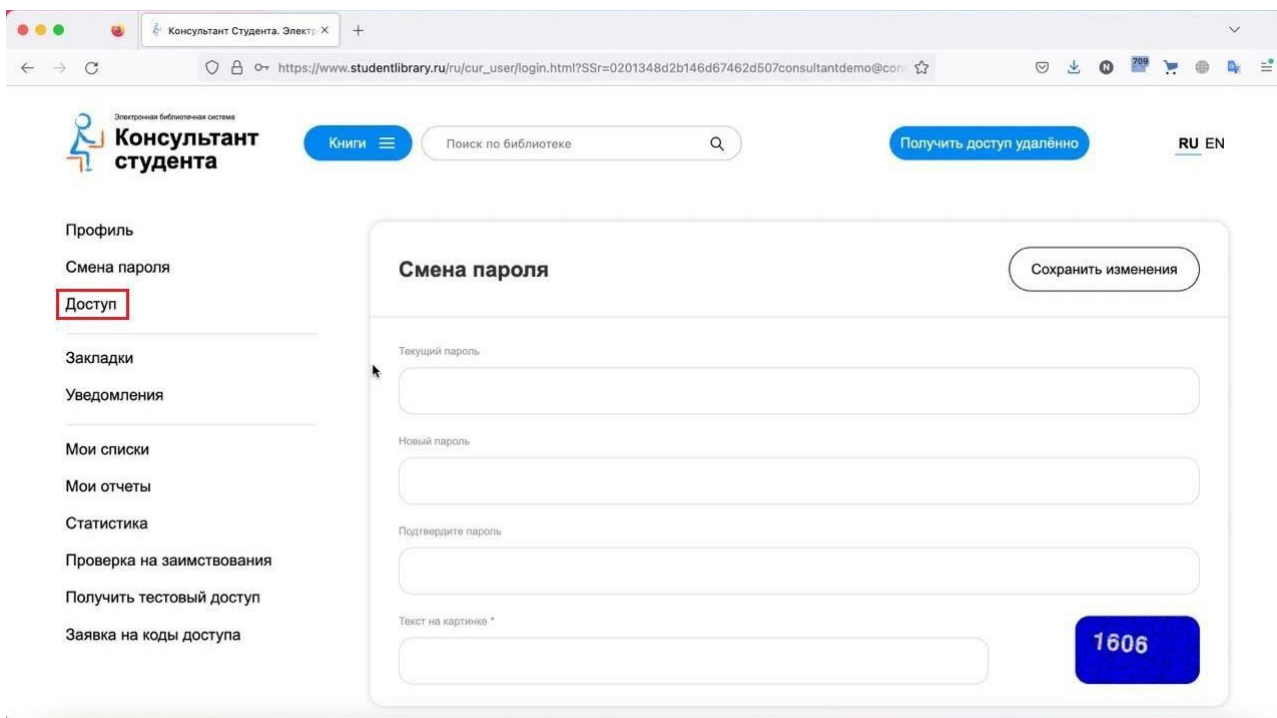 Консультант Студента. Электр
https://www.studentlibrary.ru/ru/cur_user/login.html?SSr=0201348d2b146d67462d507consultantdemo@con
N
709
Электронная библиотечная система
Консультант
студента
Книги
Поиск по библиотеке
Получить доступ удалённо
RU EN
Профиль
Смена пароля
Доступ
Закладки
Уведомления
Мои списки
Мои отчеты
Статистика
Проверка на заимствования
Получить тестовый доступ
Заявка на коды доступа
Смена пароля
Сохранить изменения
Текущий пароль
Новый пароль
Подтвердите пароль
Текст на картинке *
1606